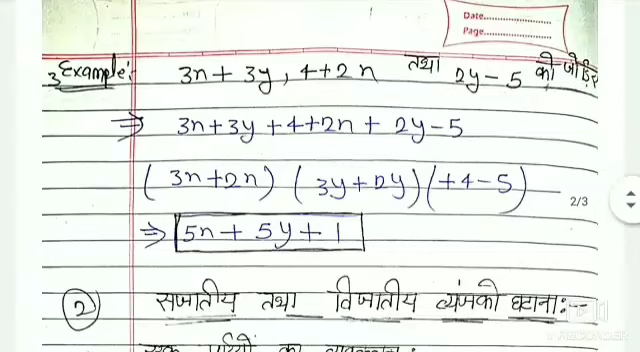 Date..................
Page..................
3 Example:- 3n + 3y, 4+2n तथा 2y - 5 को जोड़िए
⇒ 3n+3y + 4+2n + 2y-5
(3n+2n) (3y+2y) (+4-5)
2/3
⇒ 5n + 5y + 1
② सजातीय तथा विजातीय व्यंजको घटाना:-